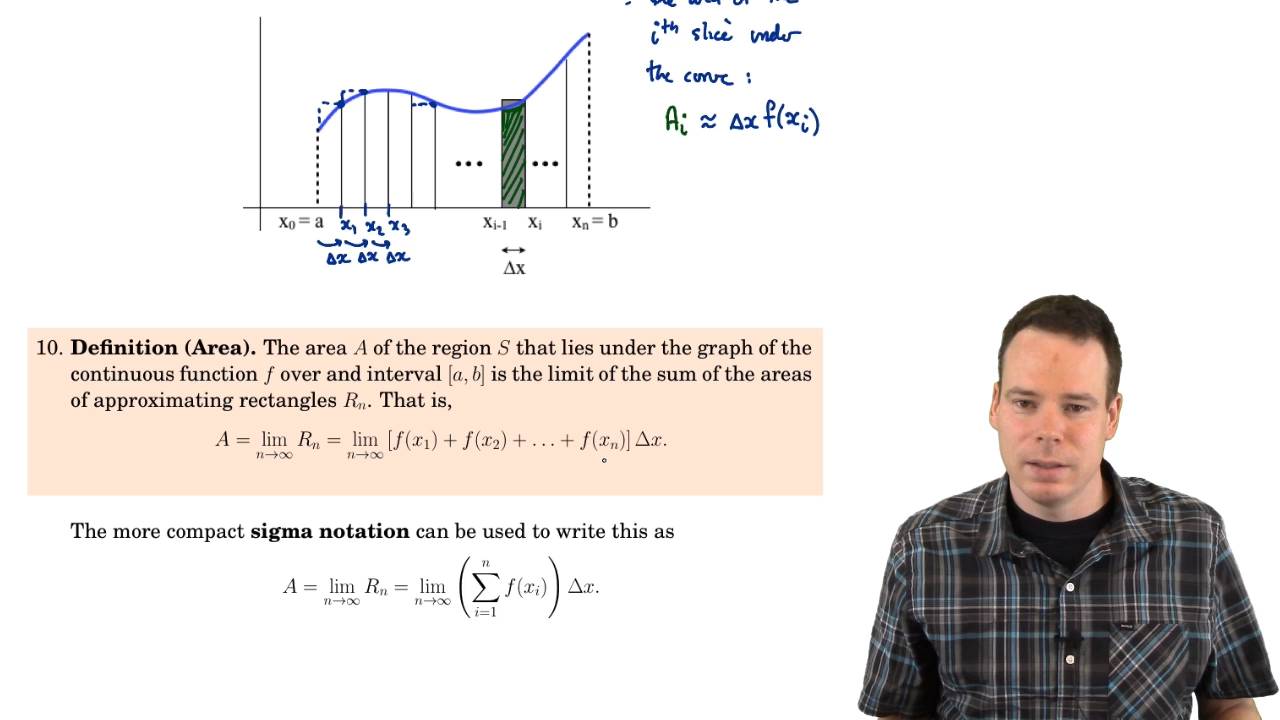 ith slice under
the curve :
Ai ≈ Δx f(xi)
... ...
x0 = a x1 x2 x3 xi-1 xi xn = b
Δx Δx Δx
Δx
10. Definition (Area). The area A of the region S that lies under the graph of the
continuous function f over and interval [a, b] is the limit of the sum of the areas
of approximating rectangles Rn. That is,
A = lim n→∞ Rn = lim n→∞ [f(x1) + f(x2) + . . . + f(xn)] Δx.
The more compact sigma notation can be used to write this as
A = lim n→∞ Rn = lim n→∞ (∑ i=1 n f(xi)) Δx.